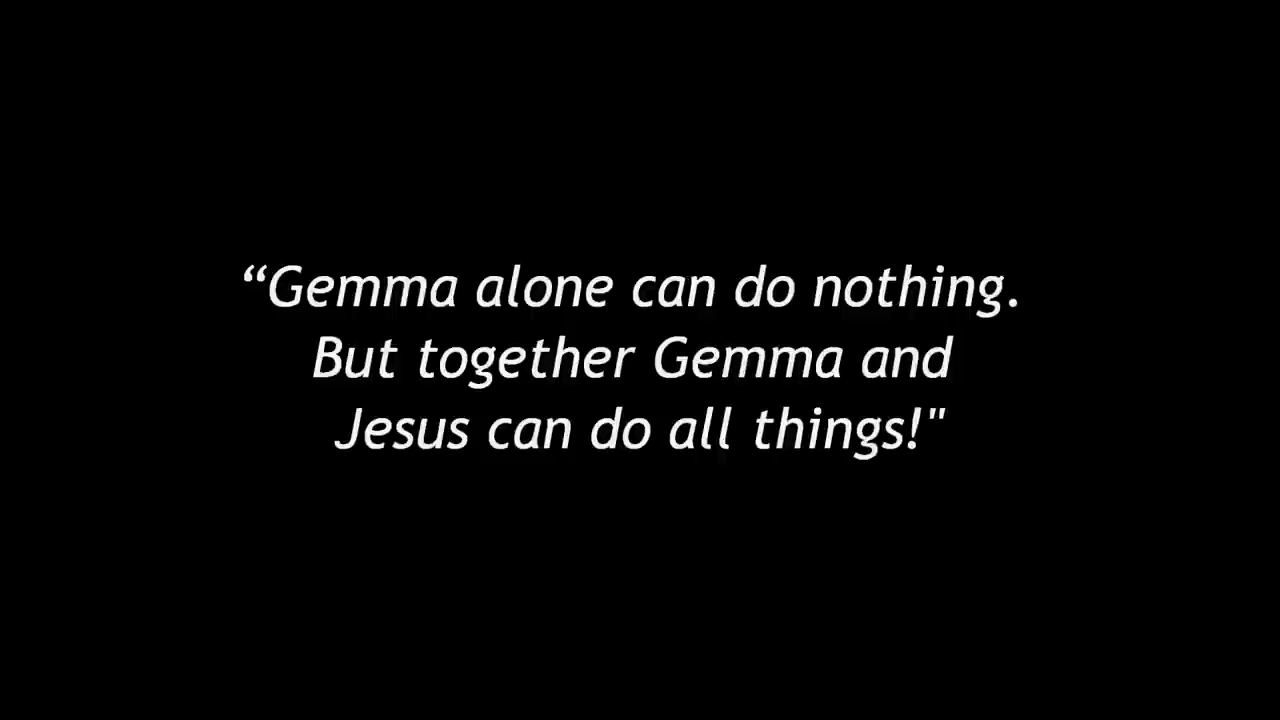 “Gemma alone can do nothing.
But together Gemma and
Jesus can do all things!"